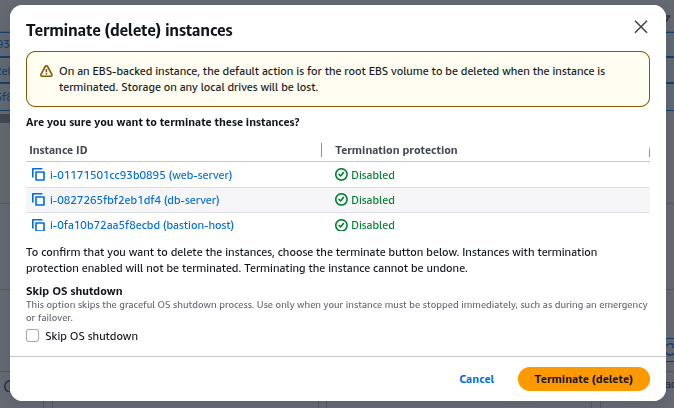 Terminate (delete) instances
On an EBS-backed instance, the default action is for the root EBS volume to be deleted when the instance is
terminated. Storage on any local drives will be lost.
Are you sure you want to terminate these instances?
Instance ID Termination protection
i-01171501cc93b0895 (web-server) Disabled
i-0827265fbf2eb1df4 (db-server) Disabled
i-0fa10b72aa5f8ecbd (bastion-host) Disabled
To confirm that you want to delete the instances, choose the terminate button below. Instances with termination
protection enabled will not be terminated. Terminating the instance cannot be undone.
Skip OS shutdown
This option skips the graceful OS shutdown process. Use only when your instance must be stopped immediately, such as during an emergency
or failover.
Skip OS shutdown
Cancel Terminate (delete)